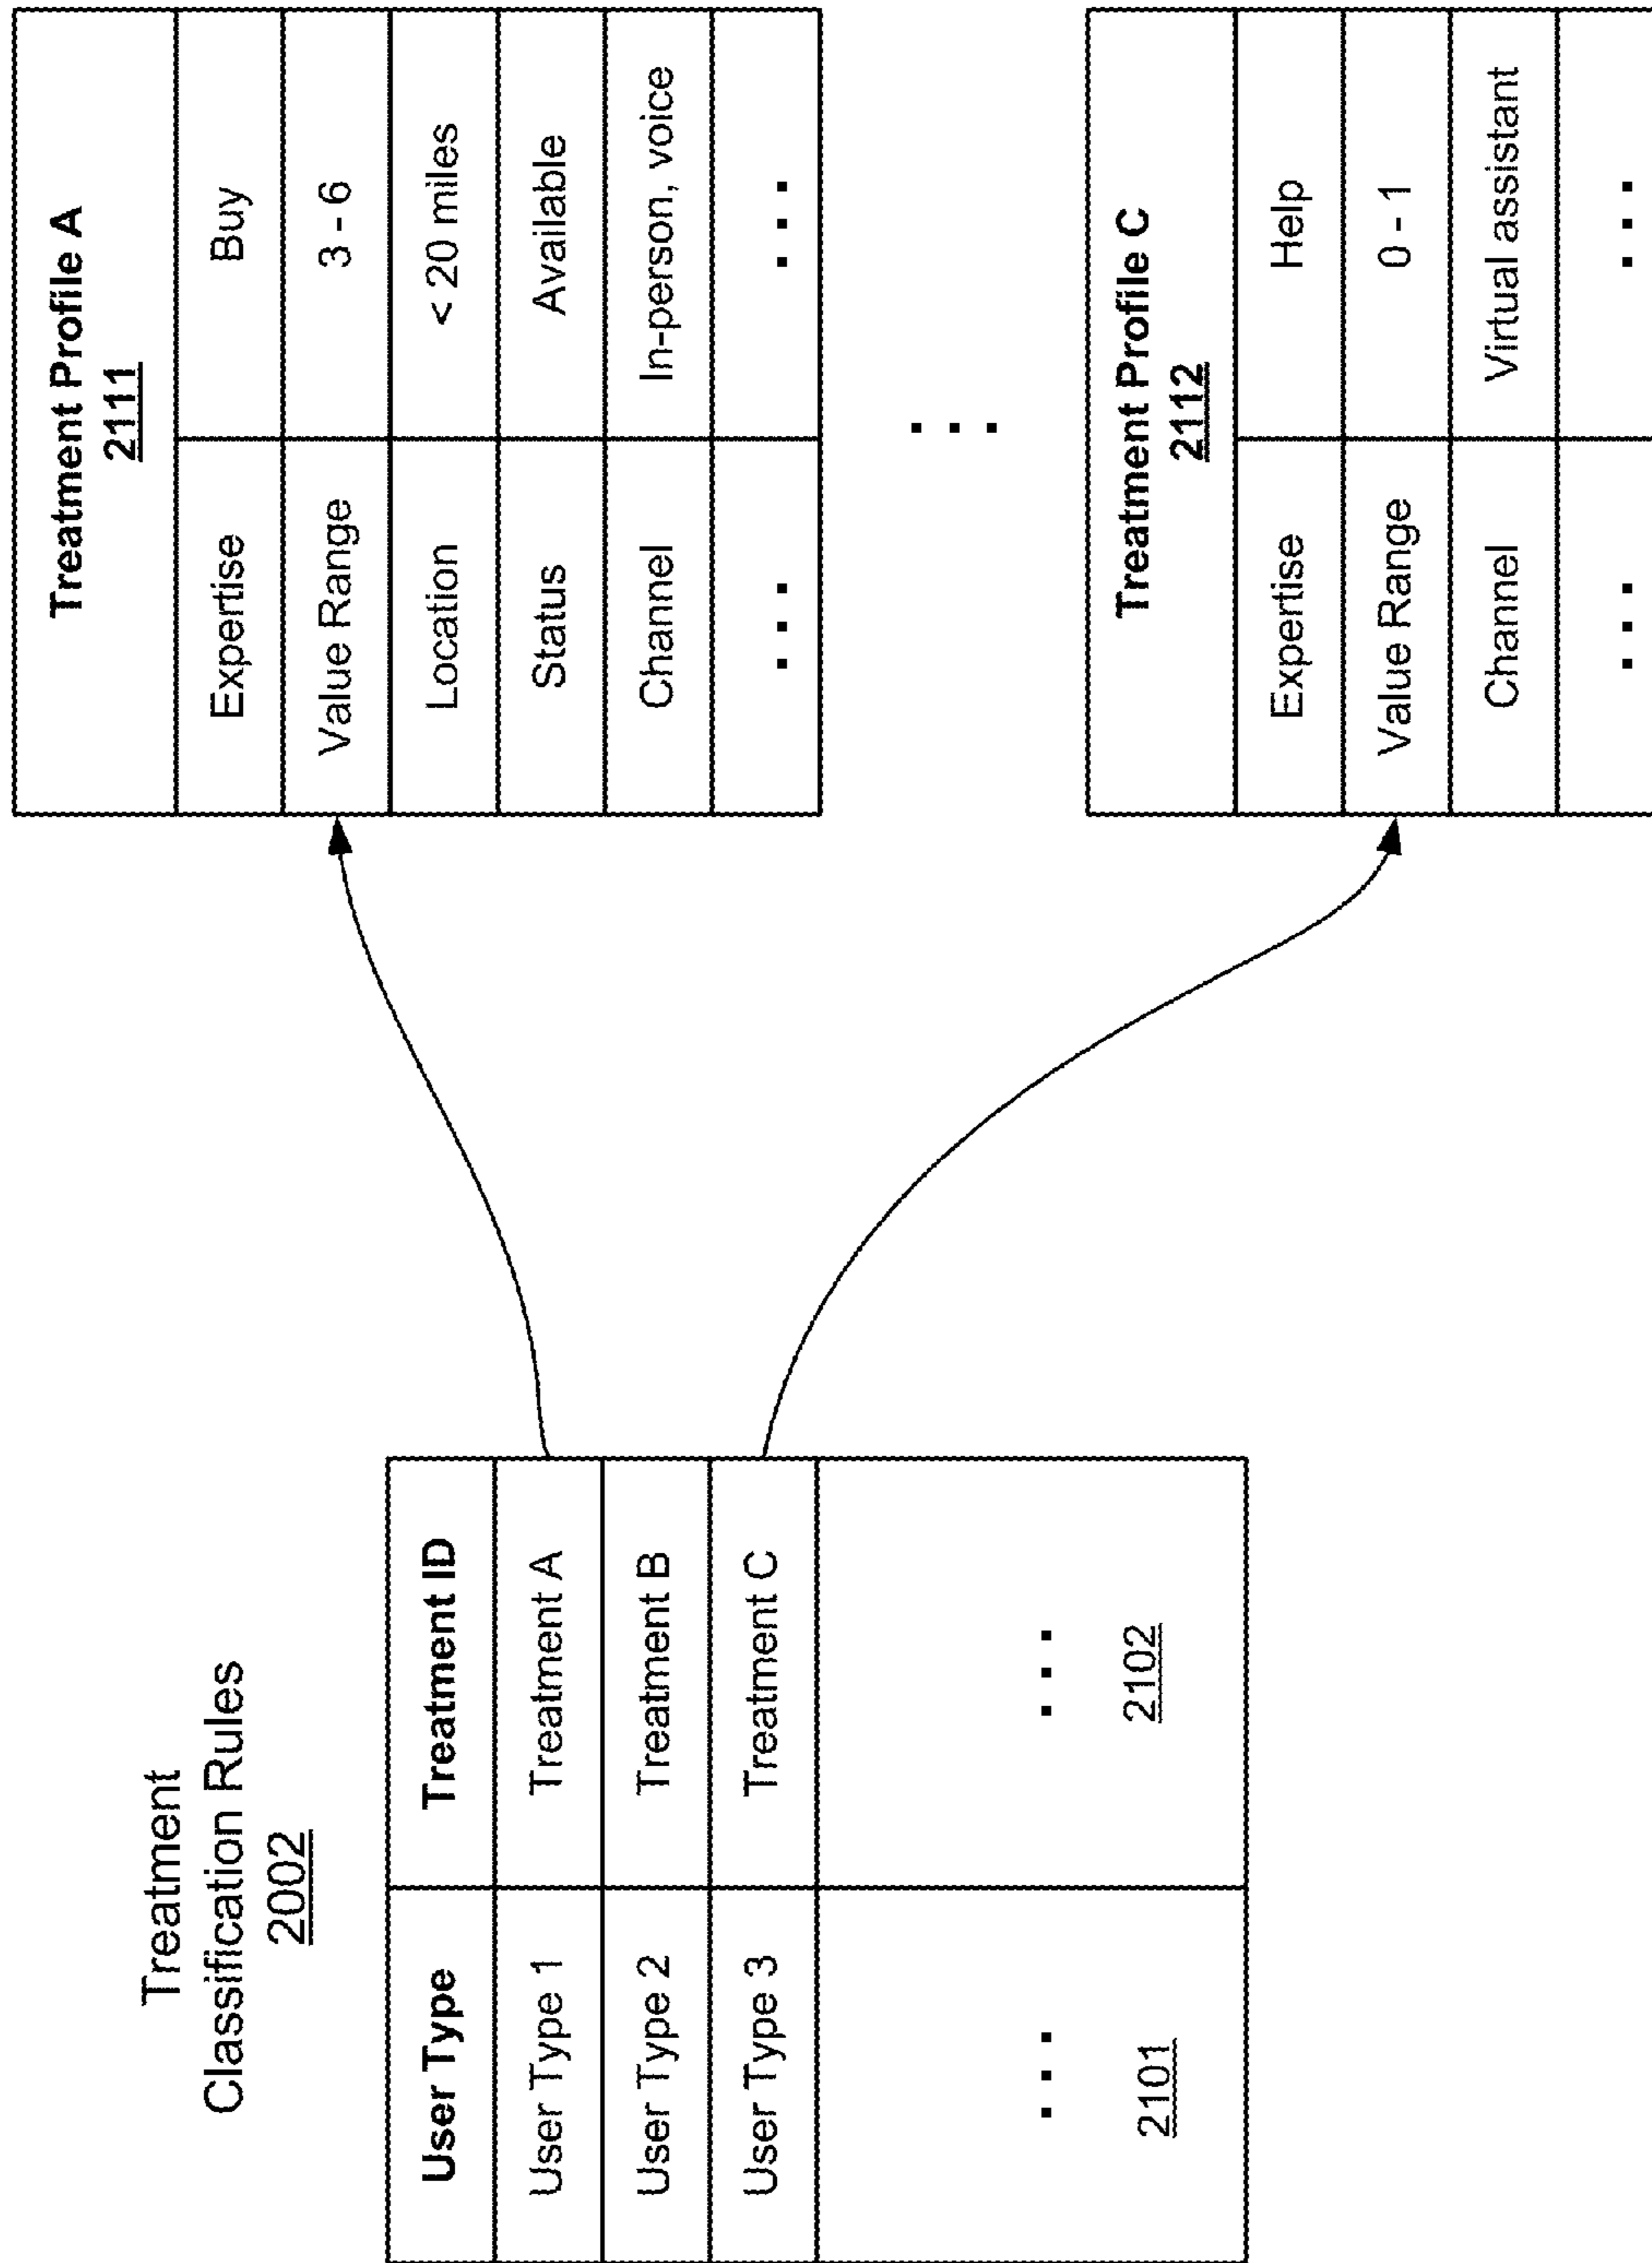 Treatment
Classification Rules
2002
User Type Treatment ID
User Type 1 Treatment A
User Type 2 Treatment B
User Type 3 Treatment C
... ...
2101 2102
Treatment Profile A
2111
Expertise Buy
Value Range 3 - 6
Location < 20 miles
Status Available
Channel In-person, voice
... ...
...
Treatment Profile C
2112
Expertise Help
Value Range 0 - 1
Channel Virtual assistant
... ...